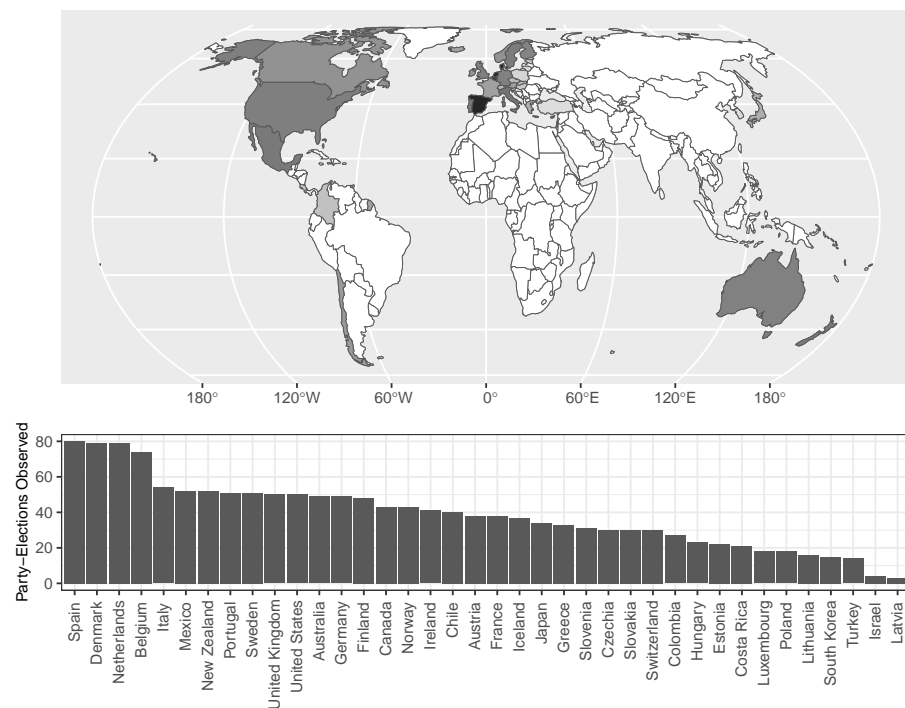 180° 120°W 60°W 0° 60°E 120°E 180°
Party−Elections Observed
80
60
40
20
0
Spain
Denmark
Netherlands
Belgium
Italy
Mexico
New Zealand
Portugal
Sweden
United Kingdom
United States
Australia
Germany
Finland
Canada
Norway
Ireland
Chile
Austria
France
Iceland
Japan
Greece
Slovenia
Czechia
Slovakia
Switzerland
Colombia
Hungary
Estonia
Costa Rica
Luxembourg
Poland
Lithuania
South Korea
Turkey
Israel
Latvia